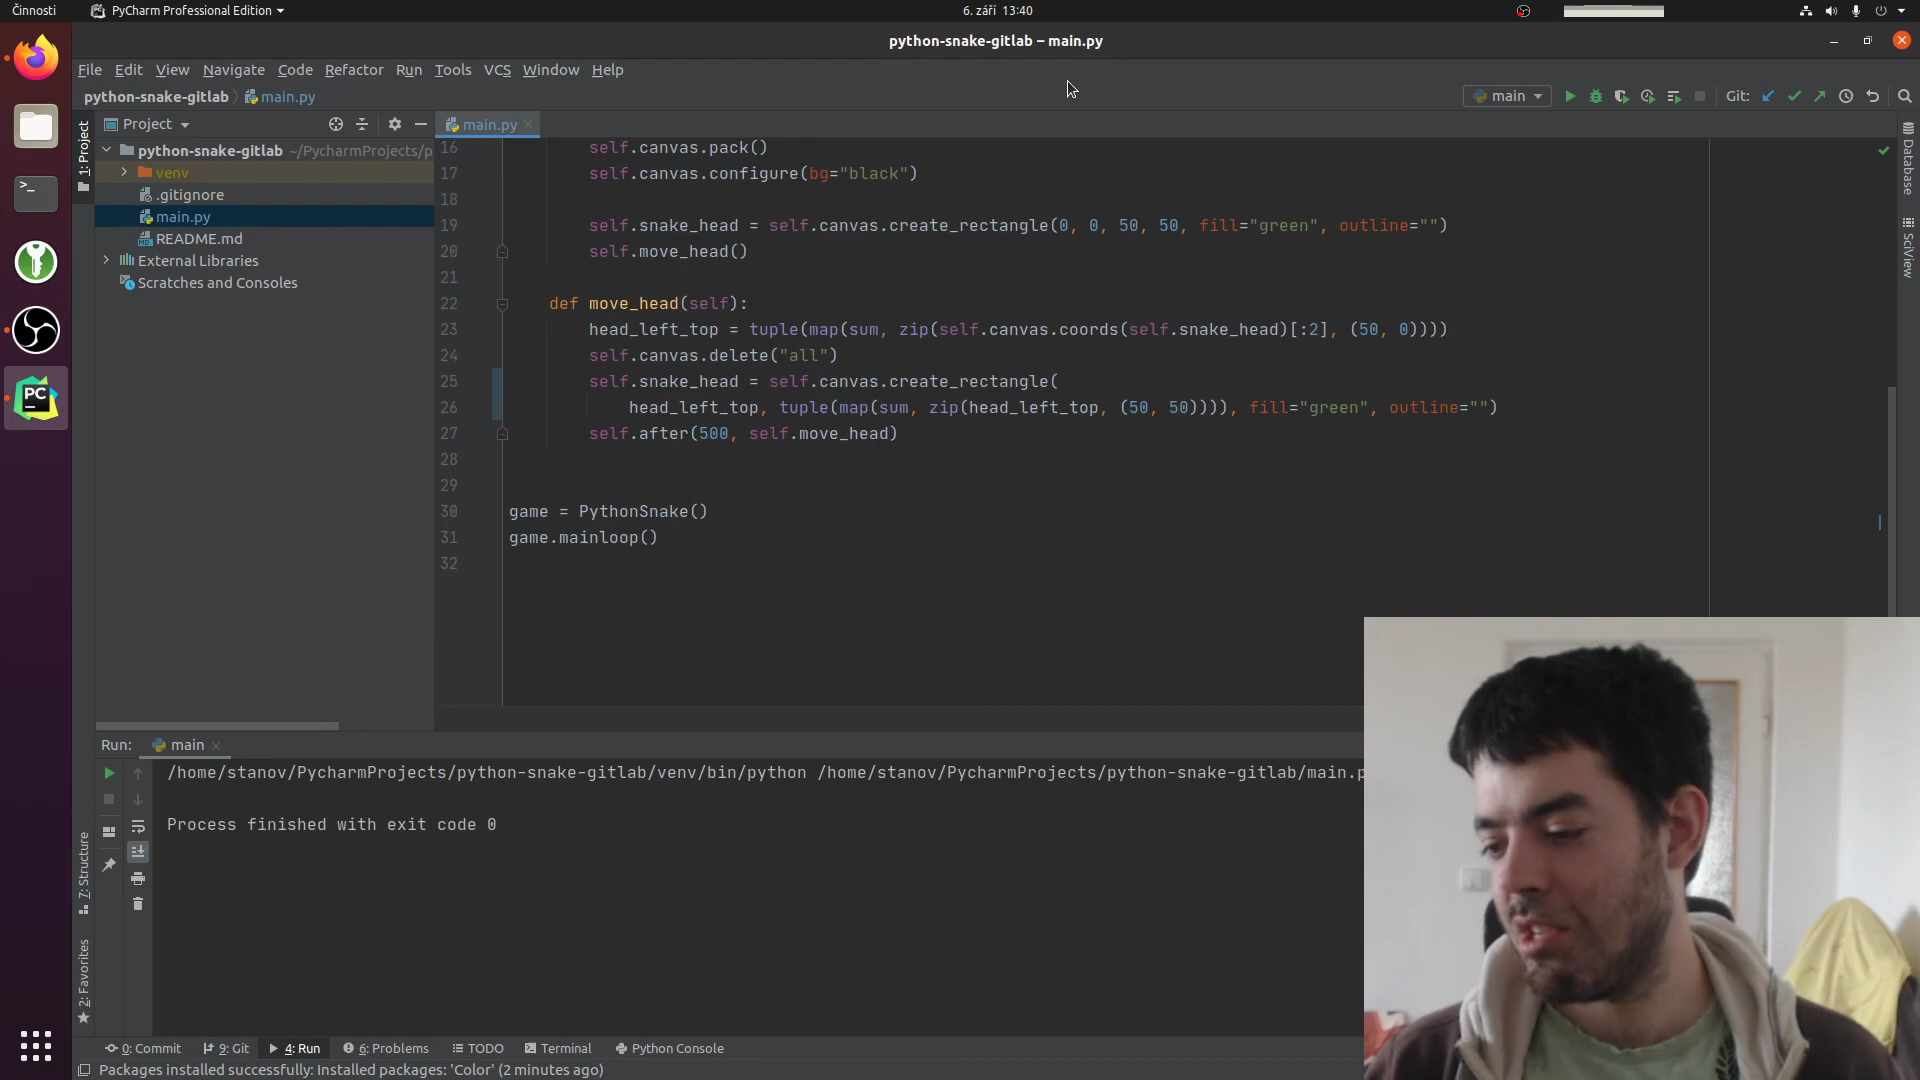 Činnosti
PyCharm Professional Edition
6. září 13:40
python-snake-gitlab – main.py
File Edit View Navigate Code Refactor Run Tools VCS Window Help
python-snake-gitlab main.py
main
Git:
1: Project
Project
python-snake-gitlab ~/PycharmProjects/p
venv
.gitignore
main.py
README.md
External Libraries
Scratches and Consoles
main.py
16 self.canvas.pack()
17 self.canvas.configure(bg="black")
18
19 self.snake_head = self.canvas.create_rectangle(0, 0, 50, 50, fill="green", outline="")
20 self.move_head()
21
22 def move_head(self):
23 head_left_top = tuple(map(sum, zip(self.canvas.coords(self.snake_head)[:2], (50, 0))))
24 self.canvas.delete("all")
25 self.snake_head = self.canvas.create_rectangle(
26 head_left_top, tuple(map(sum, zip(head_left_top, (50, 50)))), fill="green", outline="")
27 self.after(500, self.move_head)
28
29
30 game = PythonSnake()
31 game.mainloop()
32
Database
SciView
Run: main
/home/stanov/PycharmProjects/python-snake-gitlab/venv/bin/python /home/stanov/PycharmProjects/python-snake-gitlab/main.p
Process finished with exit code 0
7: Structure
2: Favorites
0: Commit 9: Git 4: Run 6: Problems TODO Terminal Python Console
Packages installed successfully: Installed packages: 'Color' (2 minutes ago)
PC